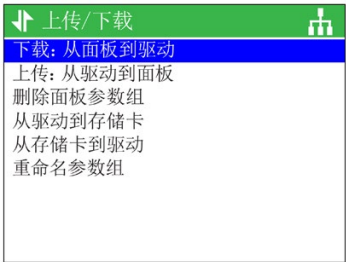 上传/下载
下载: 从面板到驱动
上传: 从驱动到面板
删除面板参数组
从驱动到存储卡
从存储卡到驱动
重命名参数组